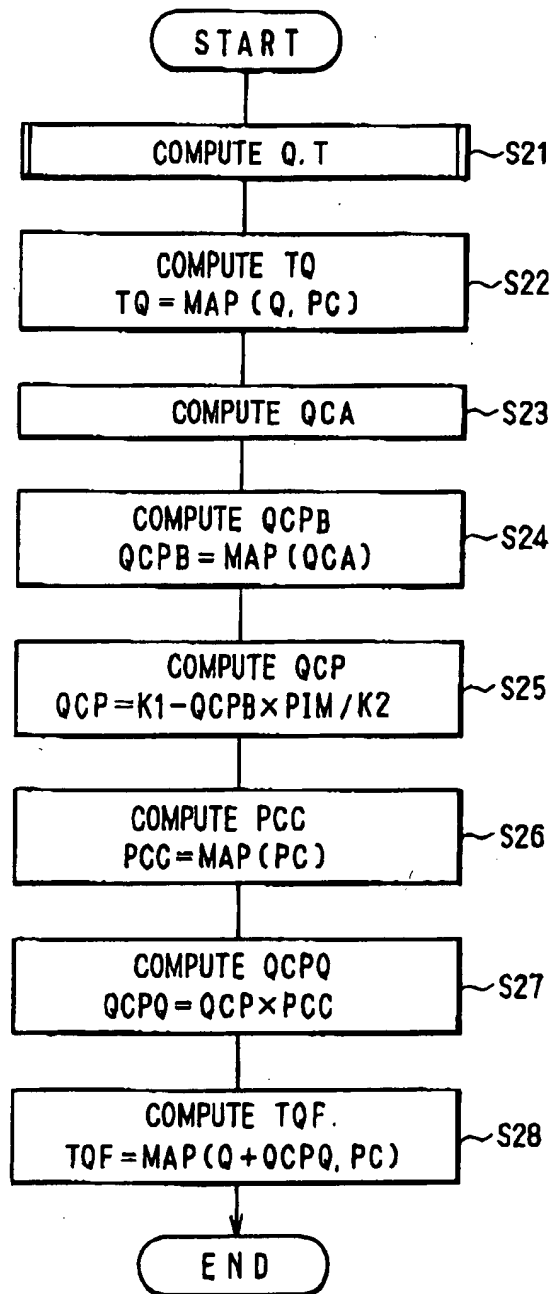 START
COMPUTE Q.T
S21
COMPUTE TQ
TQ=MAP(Q, PC)
S22
COMPUTE QCA
S23
COMPUTE QCPB
QCPB=MAP(QCA)
S24
COMPUTE QCP
QCP=K1-QCPB×PIM/K2
S25
COMPUTE PCC
PCC=MAP(PC)
S26
COMPUTE QCPQ
QCPQ=QCP×PCC
S27
COMPUTE TQF.
TQF=MAP(Q+QCPQ, PC)
S28
END